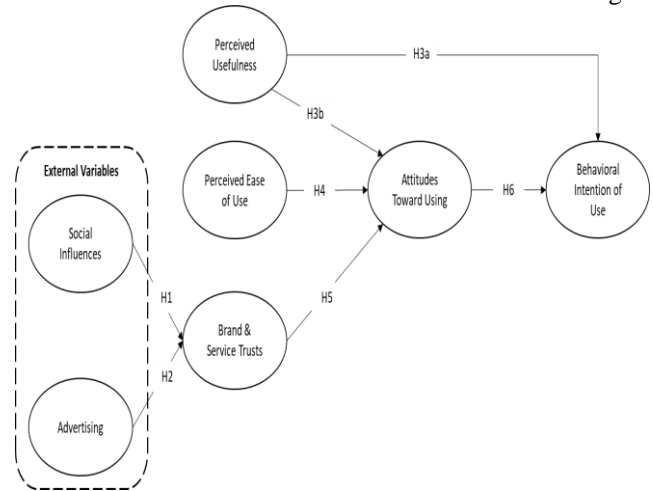 Perceived
Usefulness
H3a
H3b
External Variables
Perceived Ease
of Use
H4
Attitudes
Toward Using
H6
Behavioral
Intention of
Use
Social
Influences
H1
H5
Brand &
Service Trusts
H2
Advertising